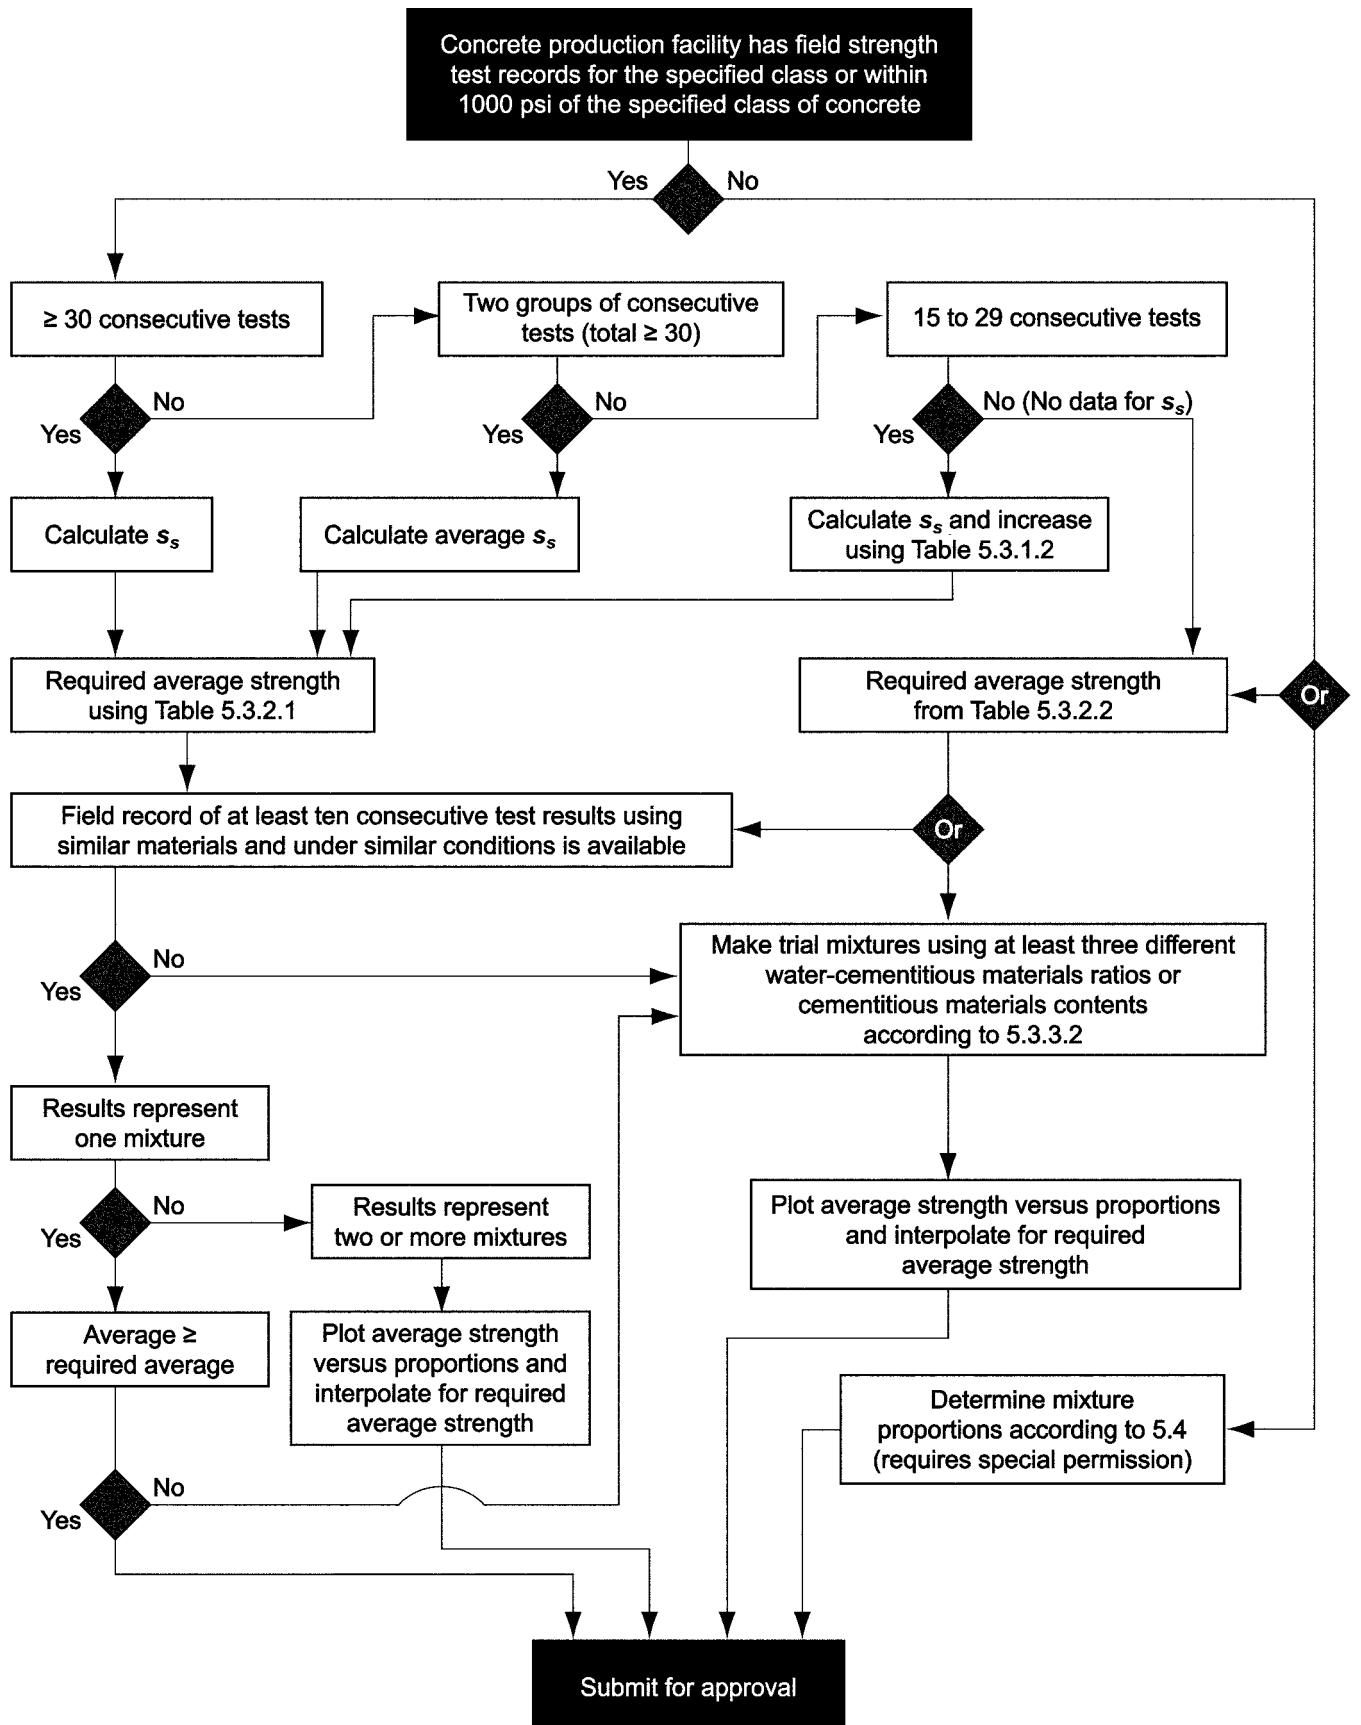 Concrete production facility has field strength
test records for the specified class or within
1000 psi of the specified class of concrete
Yes
No
≥ 30 consecutive tests
Two groups of consecutive
tests (total ≥ 30)
15 to 29 consecutive tests
No
Yes
No
Yes
No (No data for ss)
Yes
Calculate ss
Calculate average ss
Calculate ss and increase
using Table 5.3.1.2
Required average strength
using Table 5.3.2.1
Required average strength
from Table 5.3.2.2
Or
Field record of at least ten consecutive test results using
similar materials and under similar conditions is available
Or
No
Yes
Make trial mixtures using at least three different
water-cementitious materials ratios or
cementitious materials contents
according to 5.3.3.2
Results represent
one mixture
No
Yes
Results represent
two or more mixtures
Plot average strength versus proportions
and interpolate for required
average strength
Average ≥
required average
Plot average strength
versus proportions and
interpolate for required
average strength
Determine mixture
proportions according to 5.4
(requires special permission)
No
Yes
Submit for approval